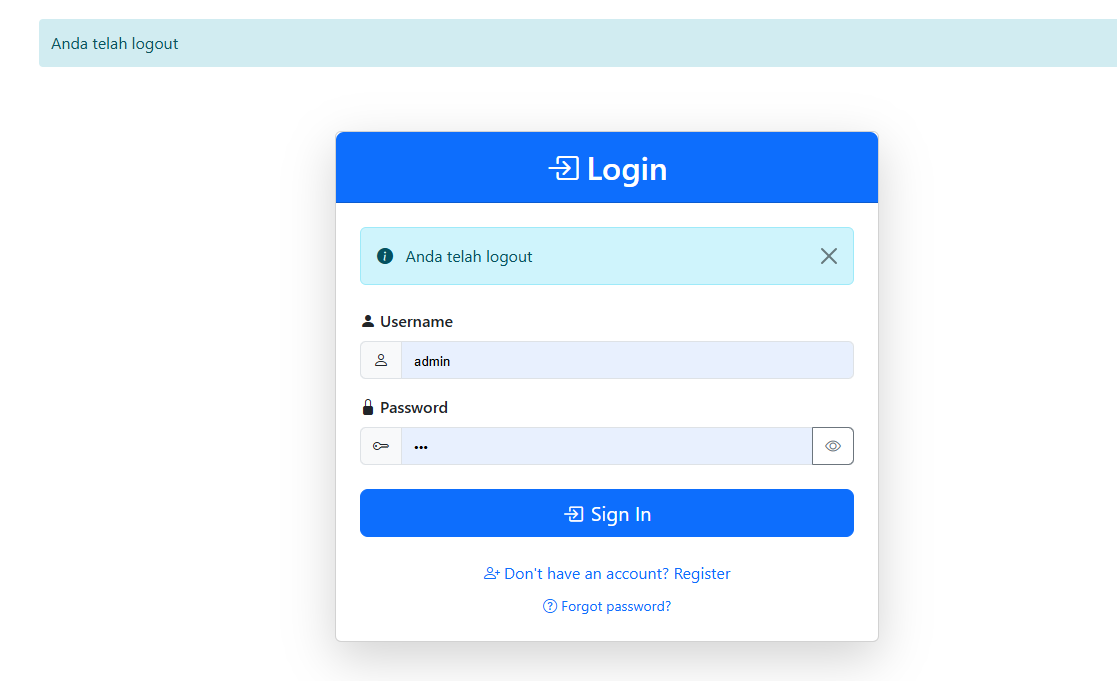 Anda telah logout
Login
Anda telah logout
Username
admin
Password
•••
Sign In
Don't have an account? Register
Forgot password?